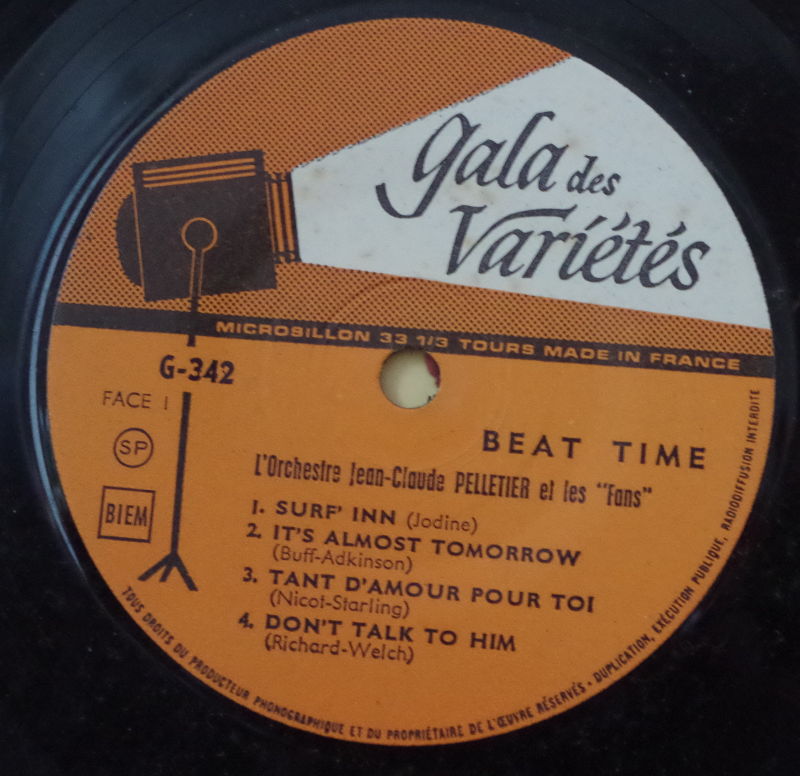 gala des
Variétés
MICROSILLON 33 1/3 TOURS MADE IN FRANCE
G-342
FACE 1
SP
BIEM
BEAT TIME
L'Orchestre Jean-Claude PELLETIER et les "Fans"
1. SURF' INN (Jodine)
2. IT'S ALMOST TOMORROW
(Buff-Adkinson)
3. TANT D'AMOUR POUR TOI
(Nicot-Starling)
4. DON'T TALK TO HIM
(Richard-Welch)
TOUS DROITS DU PRODUCTEUR PHONOGRAPHIQUE ET DU PROPRIÉTAIRE DE L'ŒUVRE RÉSERVÉS - DUPLICATION, EXÉCUTION PUBLIQUE, RADIODIFFUSION INTERDITE